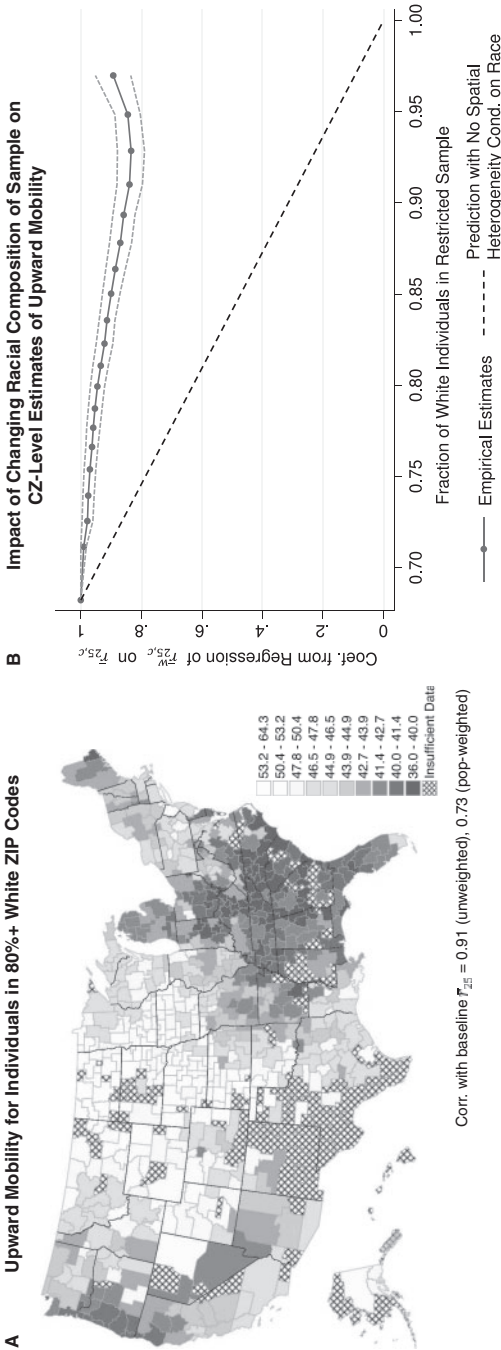 A
Upward Mobility for Individuals in 80%+ White ZIP Codes
53.2 - 64.3
50.4 - 53.2
47.8 - 50.4
46.5 - 47.8
44.9 - 46.5
43.9 - 44.9
42.7 - 43.9
41.4 - 42.7
40.0 - 41.4
36.0 - 40.0
Insufficient Data
Corr. with baseline r̄₂₅ = 0.91 (unweighted), 0.73 (pop-weighted)
B
Impact of Changing Racial Composition of Sample on
CZ-Level Estimates of Upward Mobility
Coef. from Regression of r̄ʷ₂₅,c on r̄₂₅,c
1
.8
.6
.4
.2
0
0.70
0.75
0.80
0.85
0.90
0.95
1.00
Fraction of White Individuals in Restricted Sample
Empirical Estimates
Prediction with No Spatial
Heterogeneity Cond. on Race